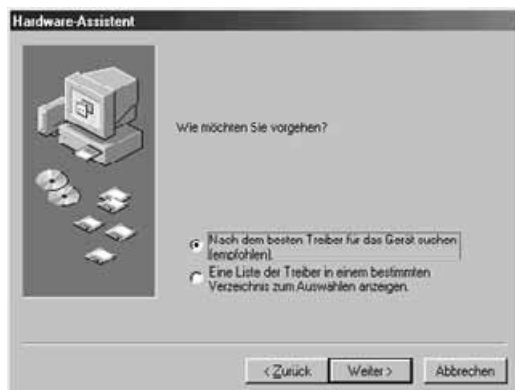 Hardware-Assistent
Wie möchten Sie vorgehen?
Nach dem besten Treiber für das Gerät suchen
(empfohlen).
Eine Liste der Treiber in einem bestimmten
Verzeichnis zum Auswählen anzeigen.
< Zurück
Weiter >
Abbrechen